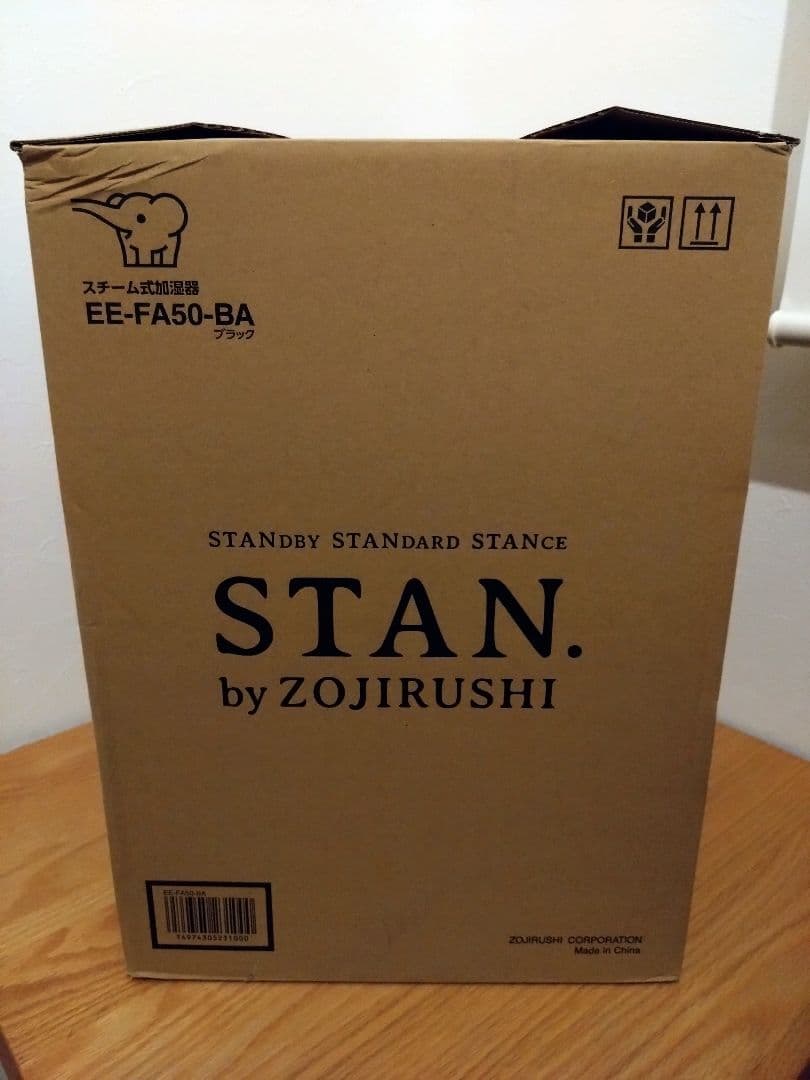 スチーム式加湿器
EE-FA50-BA
ブラック
STANDBY STANDARD STANCE
STAN.
by ZOJIRUSHI
EE-FA50-BA
4974305231000
ZOJIRUSHI CORPORATION
Made in China